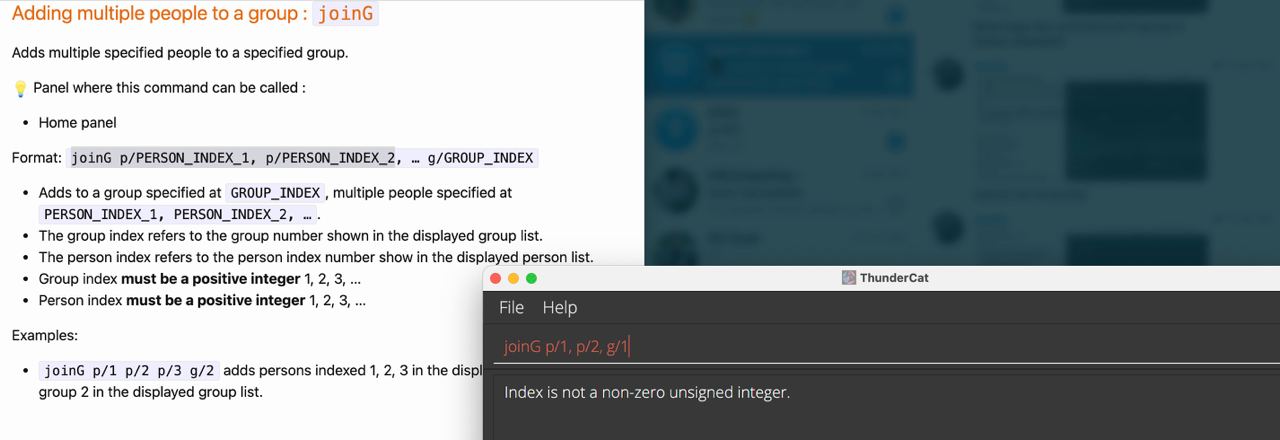 Adding multiple people to a group : joinG
Adds multiple specified people to a specified group.
💡 Panel where this command can be called :
• Home panel
Format: joinG p/PERSON_INDEX_1, p/PERSON_INDEX_2, … g/GROUP_INDEX
• Adds to a group specified at GROUP_INDEX, multiple people specified at
PERSON_INDEX_1, PERSON_INDEX_2, ….
• The group index refers to the group number shown in the displayed group list.
• The person index refers to the person index number show in the displayed person list.
• Group index must be a positive integer 1, 2, 3, …
• Person index must be a positive integer 1, 2, 3, …
Examples:
• joinG p/1 p/2 p/3 g/2 adds persons indexed 1, 2, 3 in the
group 2 in the displayed group list.
ThunderCat
File Help
joinG p/1, p/2, g/1
Index is not a non-zero unsigned integer.